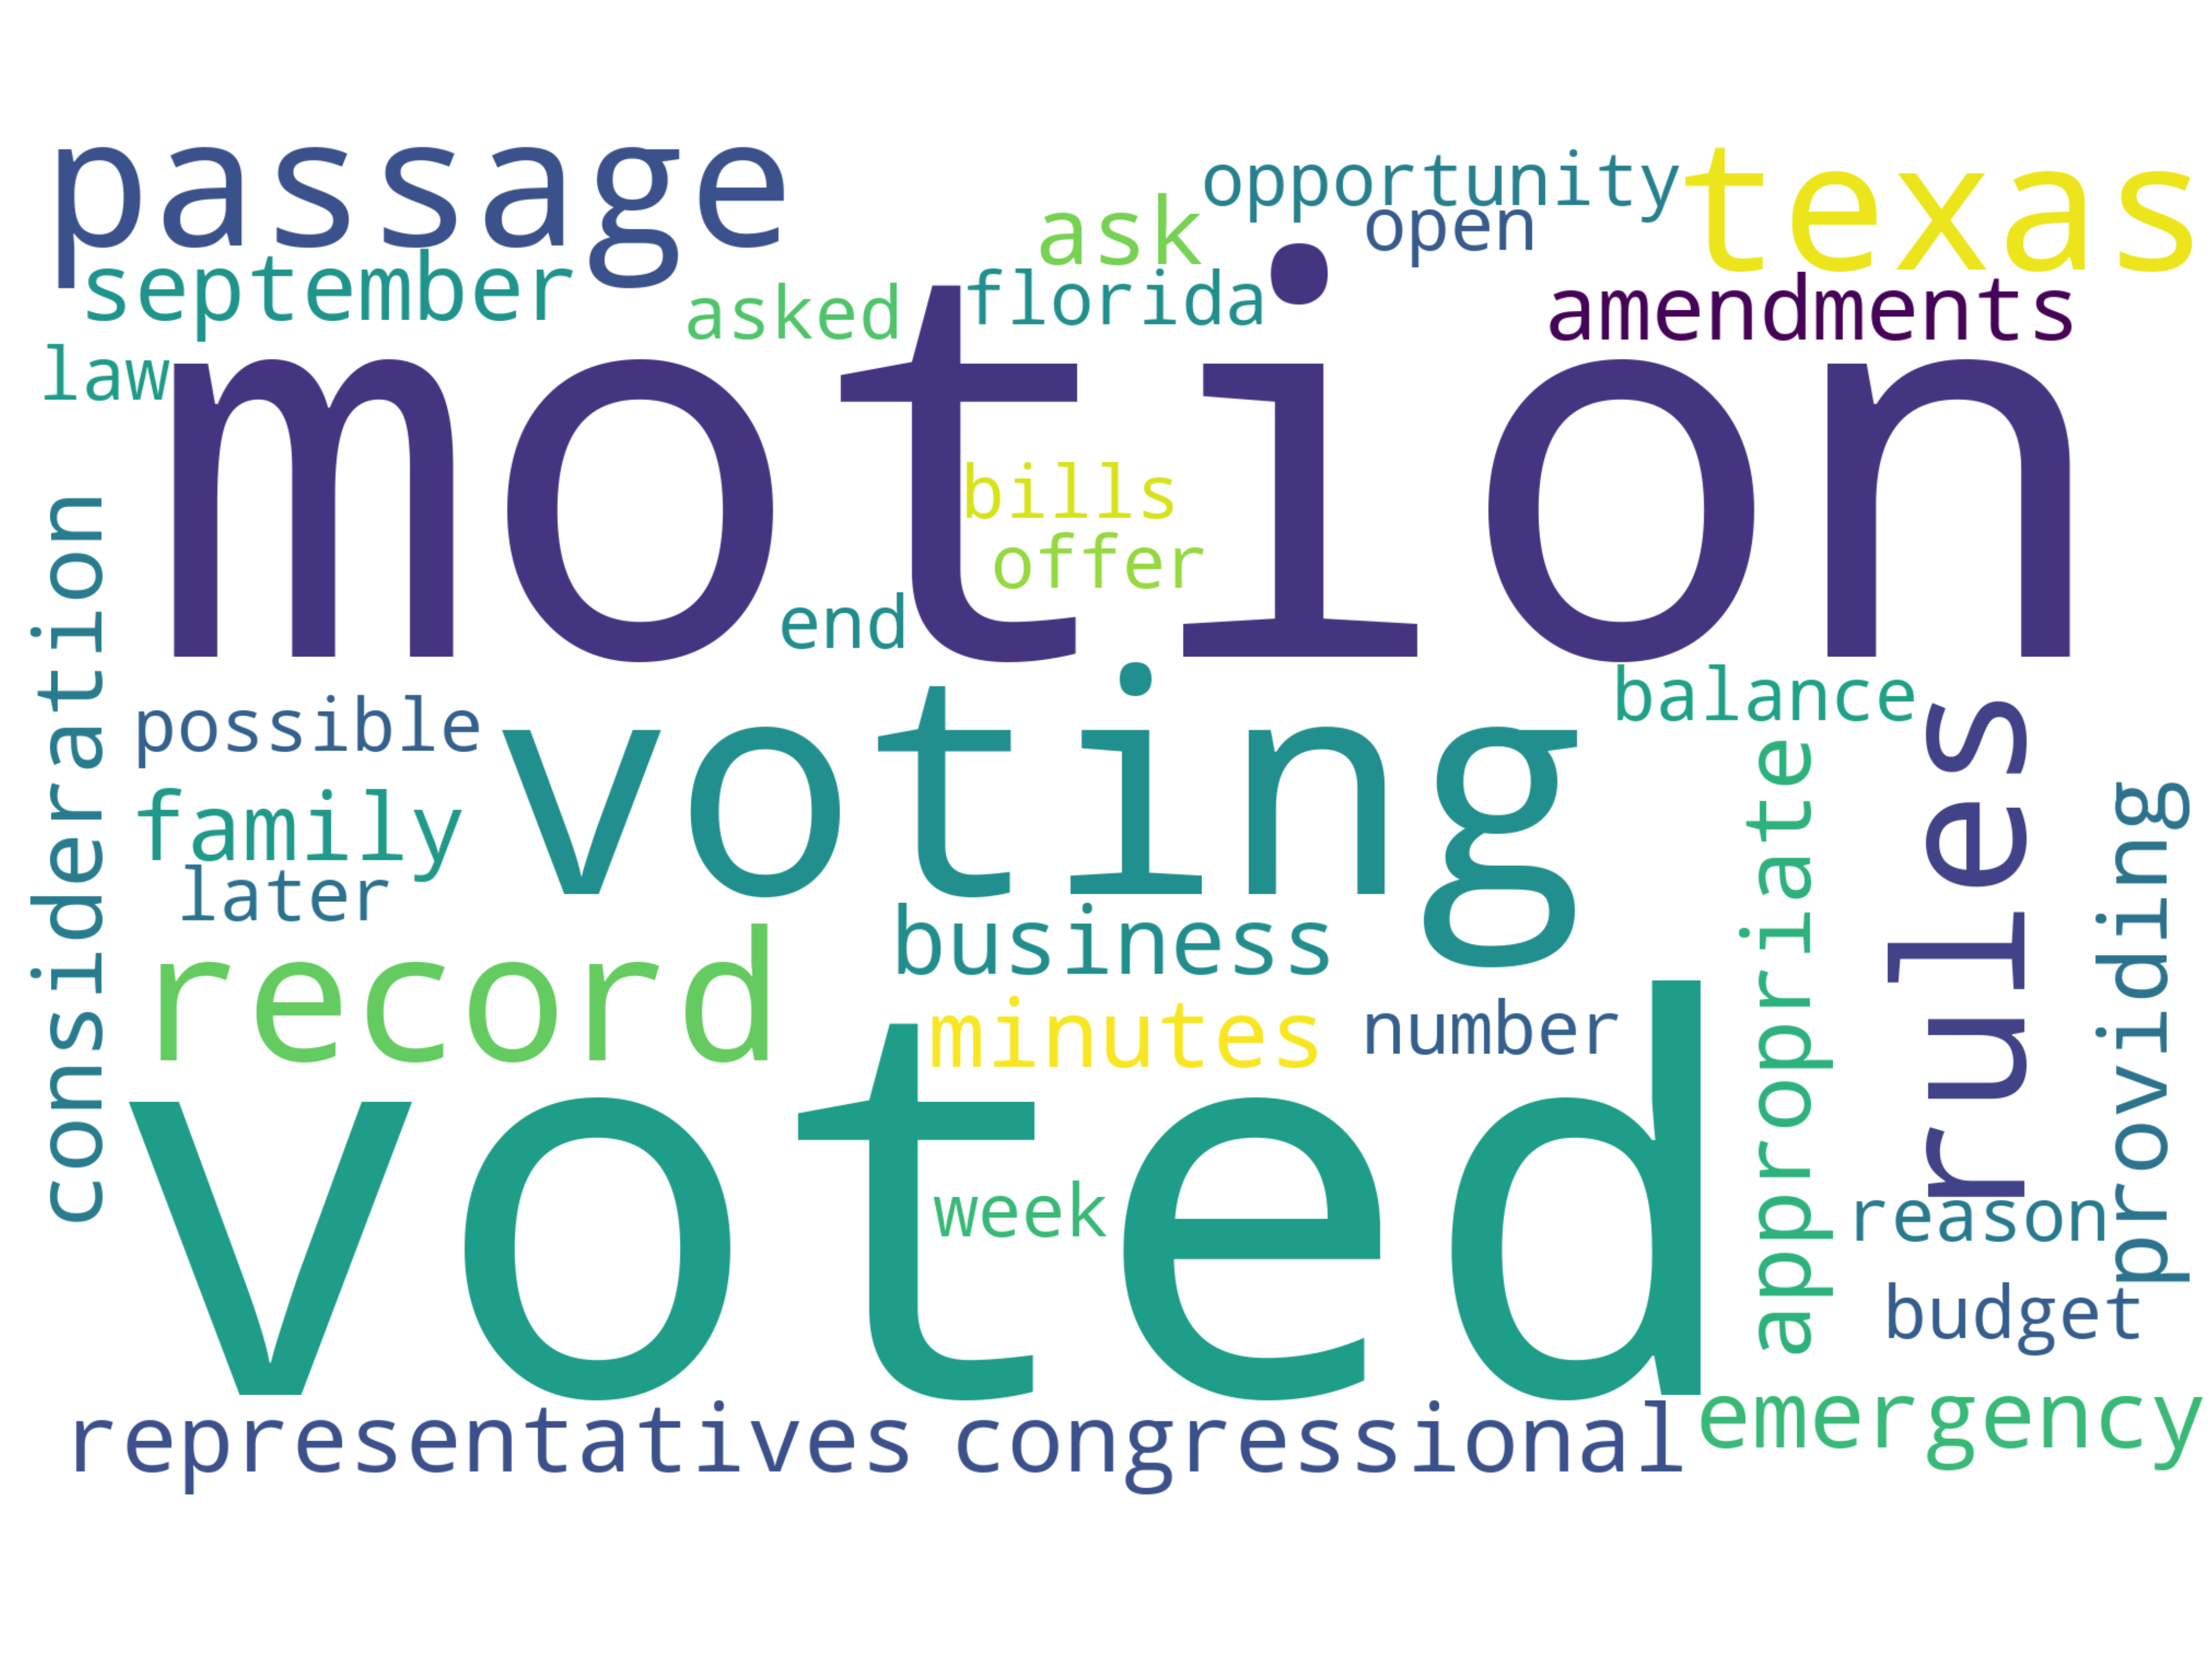 passage
opportunity
texas
ask
open
september
asked
florida
amendments
law
motion
bills
offer
end
consideration
possible
voting
balance
rules
family
later
appropriate
providing
business
record
minutes
number
voted
week
reason
budget
representatives
congressional
emergency